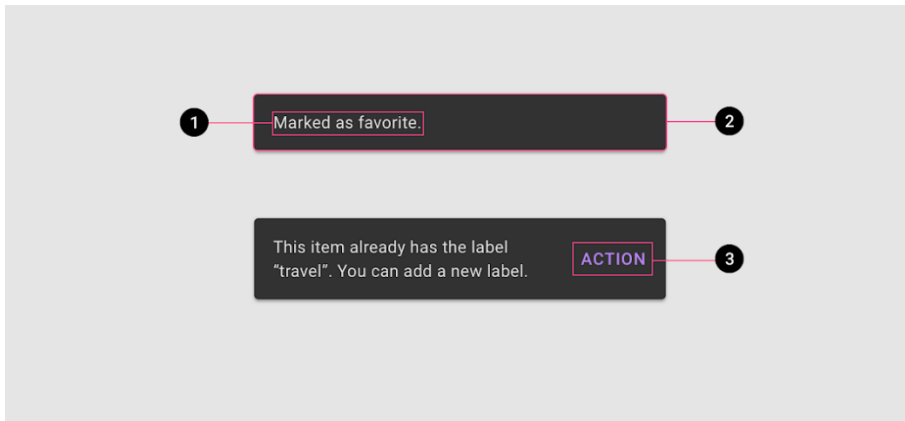 1
Marked as favorite.
2
This item already has the label
“travel”. You can add a new label.
ACTION
3